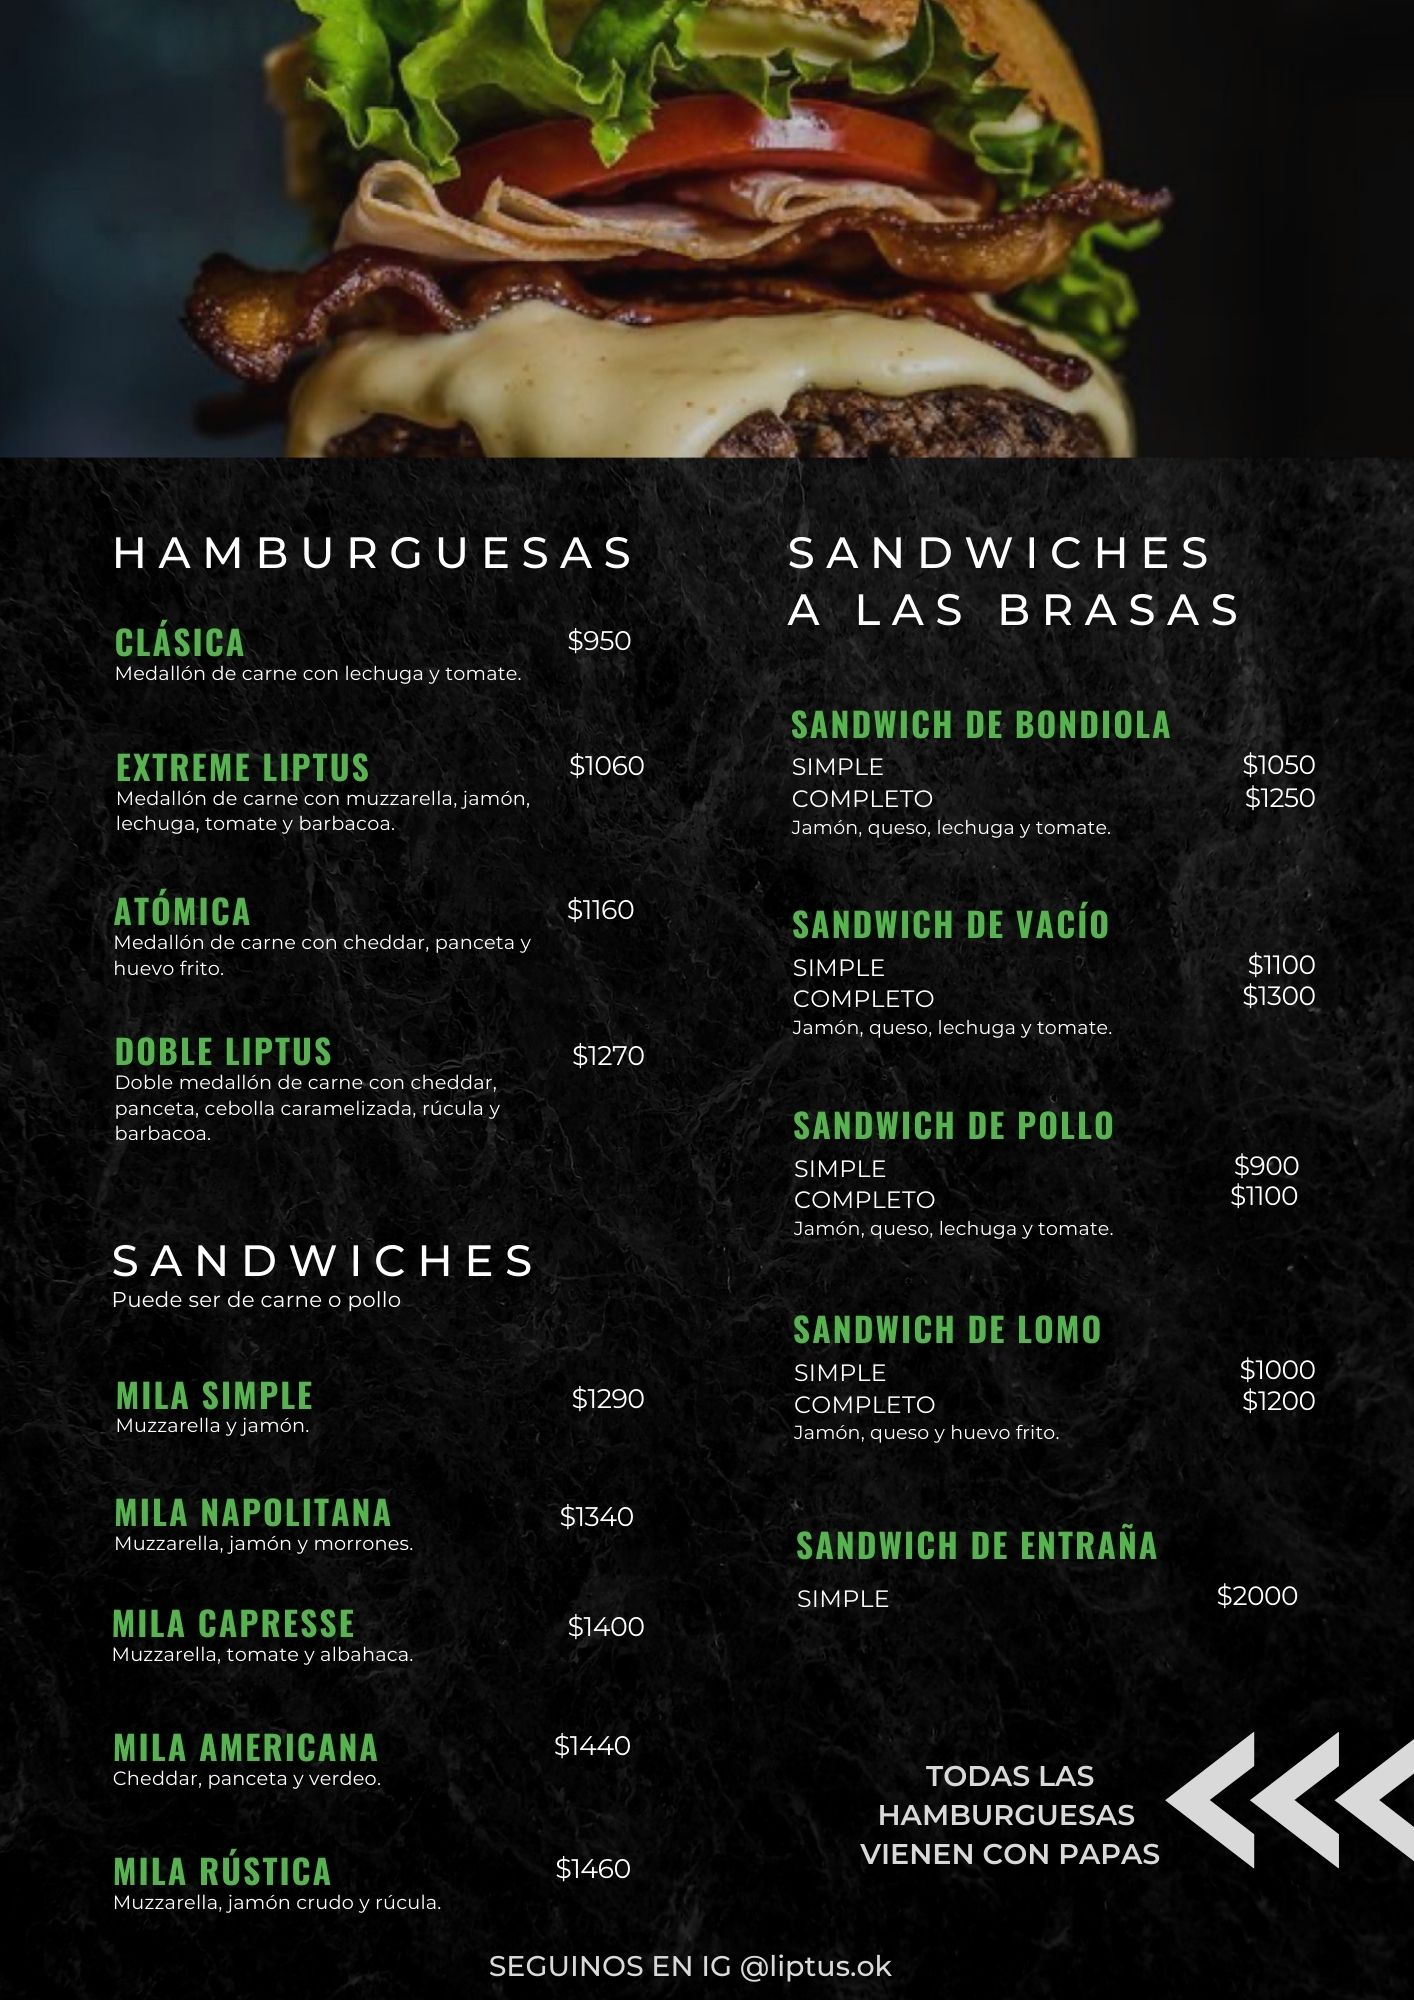 HAMBURGUESAS
CLÁSICA $950
Medallón de carne con lechuga y tomate.
EXTREME LIPTUS $1060
Medallón de carne con muzzarella, jamón,
lechuga, tomate y barbacoa.
ATÓMICA $1160
Medallón de carne con cheddar, panceta y
huevo frito.
DOBLE LIPTUS $1270
Doble medallón de carne con cheddar,
panceta, cebolla caramelizada, rúcula y
barbacoa.
SANDWICHES
Puede ser de carne o pollo
MILA SIMPLE $1290
Muzzarella y jamón.
MILA NAPOLITANA $1340
Muzzarella, jamón y morrones.
MILA CAPRESSE $1400
Muzzarella, tomate y albahaca.
MILA AMERICANA $1440
Cheddar, panceta y verdeo.
MILA RÚSTICA $1460
Muzzarella, jamón crudo y rúcula.
SANDWICHES
A LAS BRASAS
SANDWICH DE BONDIOLA
SIMPLE $1050
COMPLETO $1250
Jamón, queso, lechuga y tomate.
SANDWICH DE VACÍO
SIMPLE $1100
COMPLETO $1300
Jamón, queso, lechuga y tomate.
SANDWICH DE POLLO
SIMPLE $900
COMPLETO $1100
Jamón, queso, lechuga y tomate.
SANDWICH DE LOMO
SIMPLE $1000
COMPLETO $1200
Jamón, queso y huevo frito.
SANDWICH DE ENTRAÑA
SIMPLE $2000
TODAS LAS
HAMBURGUESAS
VIENEN CON PAPAS
SEGUINOS EN IG @liptus.ok